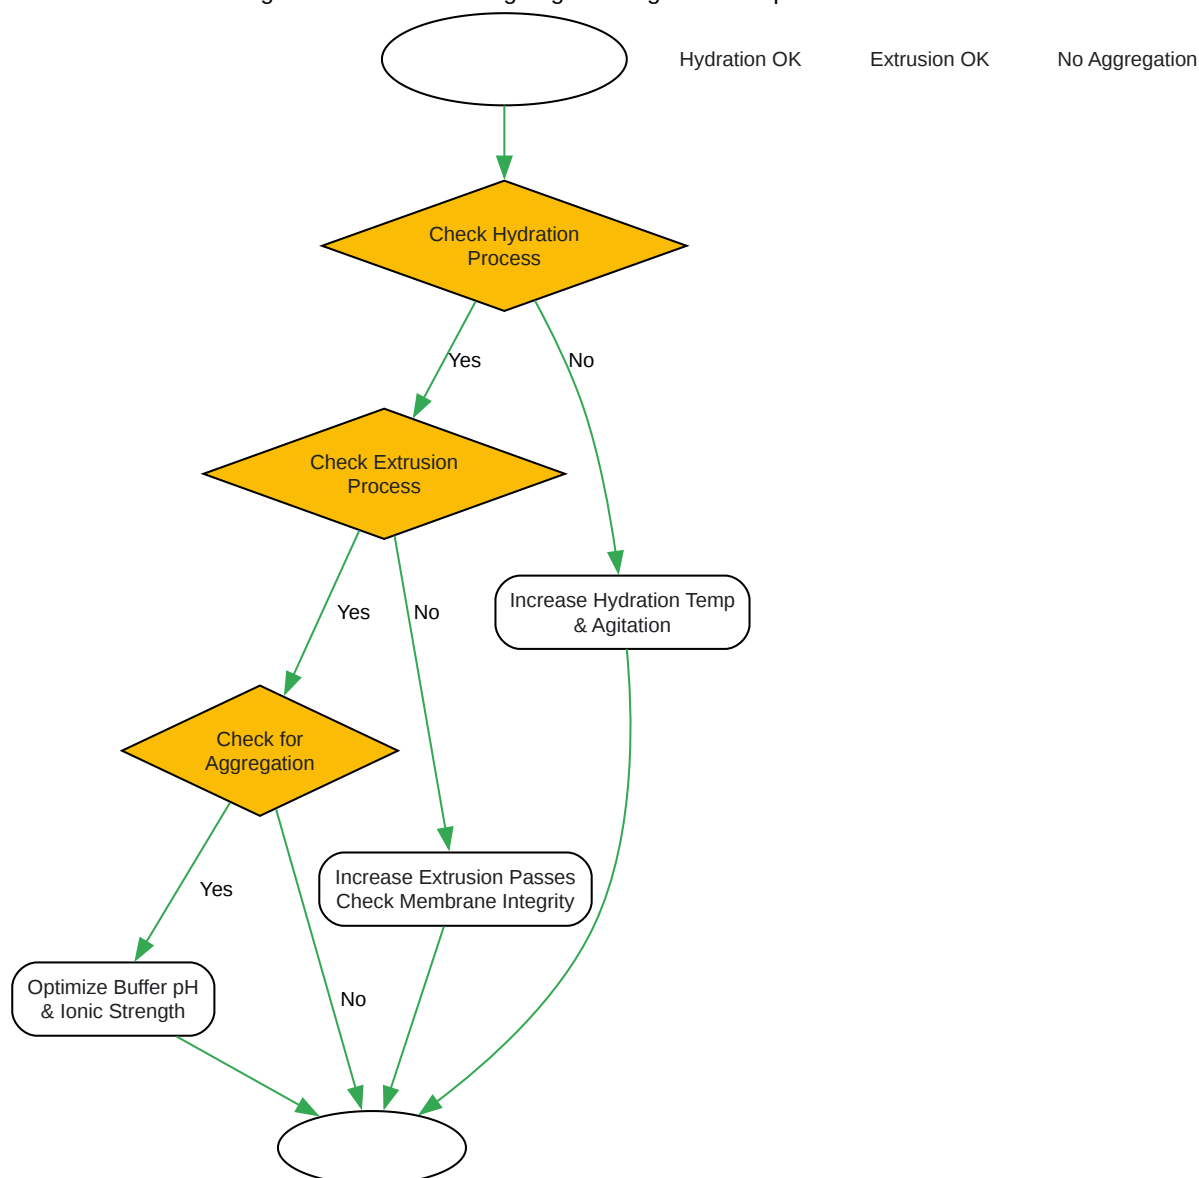 Hydration OK
Extrusion OK
No Aggregation
Check Hydration
Process
Yes
No
Check Extrusion
Process
Increase Hydration Temp
& Agitation
Yes
No
Check for
Aggregation
Increase Extrusion Passes
Check Membrane Integrity
Yes
Optimize Buffer pH
& Ionic Strength
No